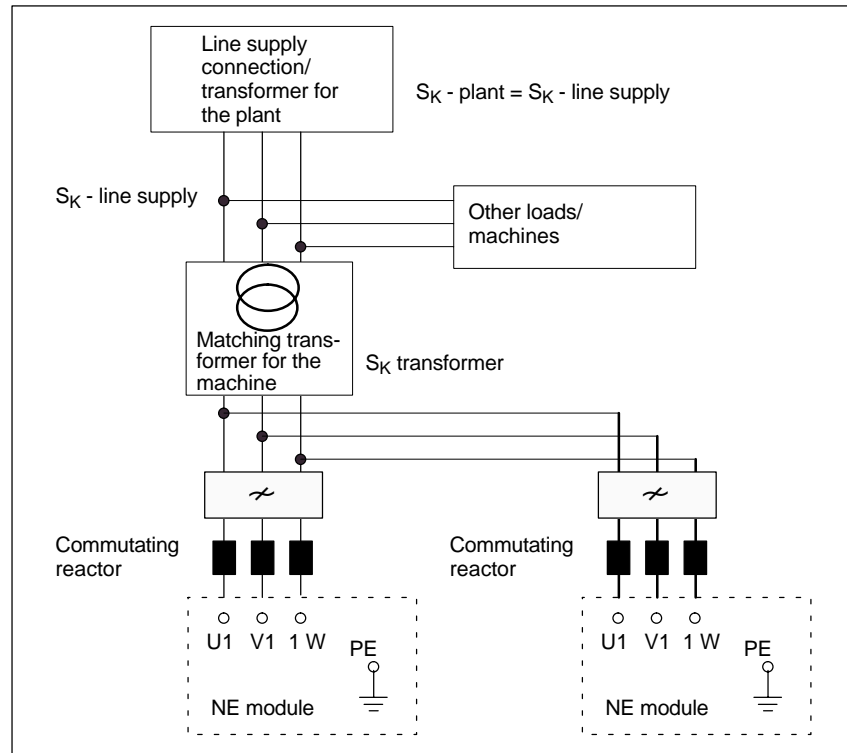 Line supply
connection/
transformer for
the plant
S_K - plant = S_K - line supply
S_K - line supply
Other loads/
machines
Matching trans-
former for the
machine
S_K transformer
Commutating
reactor
Commutating
reactor
U1 V1 1 W
PE
NE module
U1 V1 1 W
PE
NE module